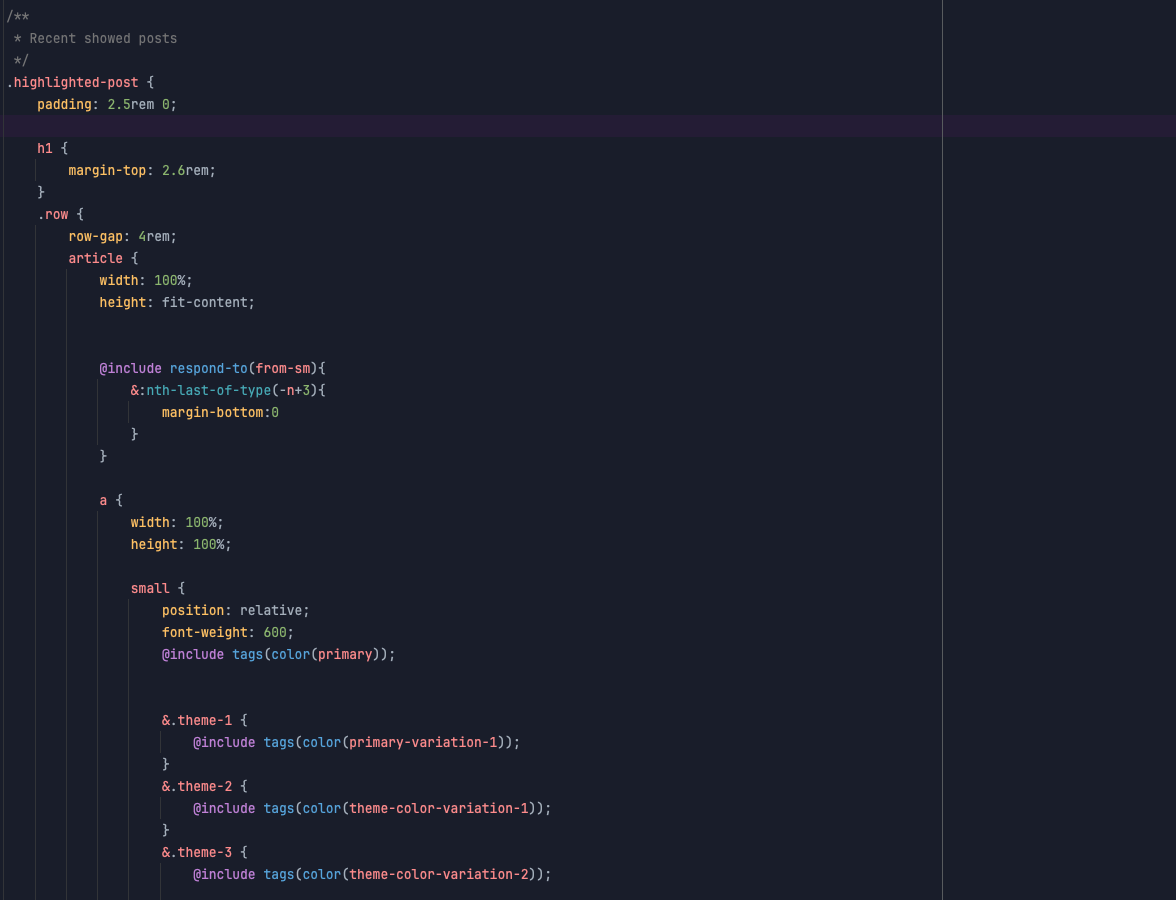 /**
 * Recent showed posts
 */
.highlighted-post {
    padding: 2.5rem 0;

    h1 {
        margin-top: 2.6rem;
    }
    .row {
        row-gap: 4rem;
        article {
            width: 100%;
            height: fit-content;


            @include respond-to(from-sm){
                &:nth-last-of-type(-n+3){
                    margin-bottom:0
                }
            }

            a {
                width: 100%;
                height: 100%;

                small {
                    position: relative;
                    font-weight: 600;
                    @include tags(color(primary));


                    &.theme-1 {
                        @include tags(color(primary-variation-1));
                    }
                    &.theme-2 {
                        @include tags(color(theme-color-variation-1));
                    }
                    &.theme-3 {
                        @include tags(color(theme-color-variation-2));